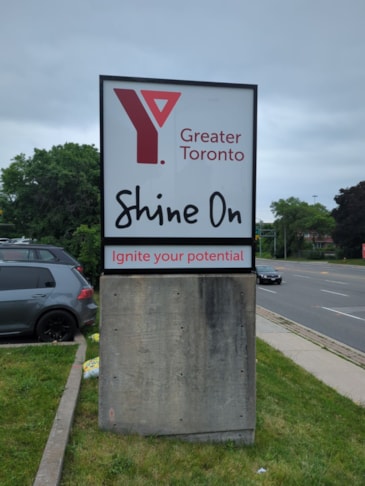 Y
Greater
Toronto
Shine On
Ignite your potential